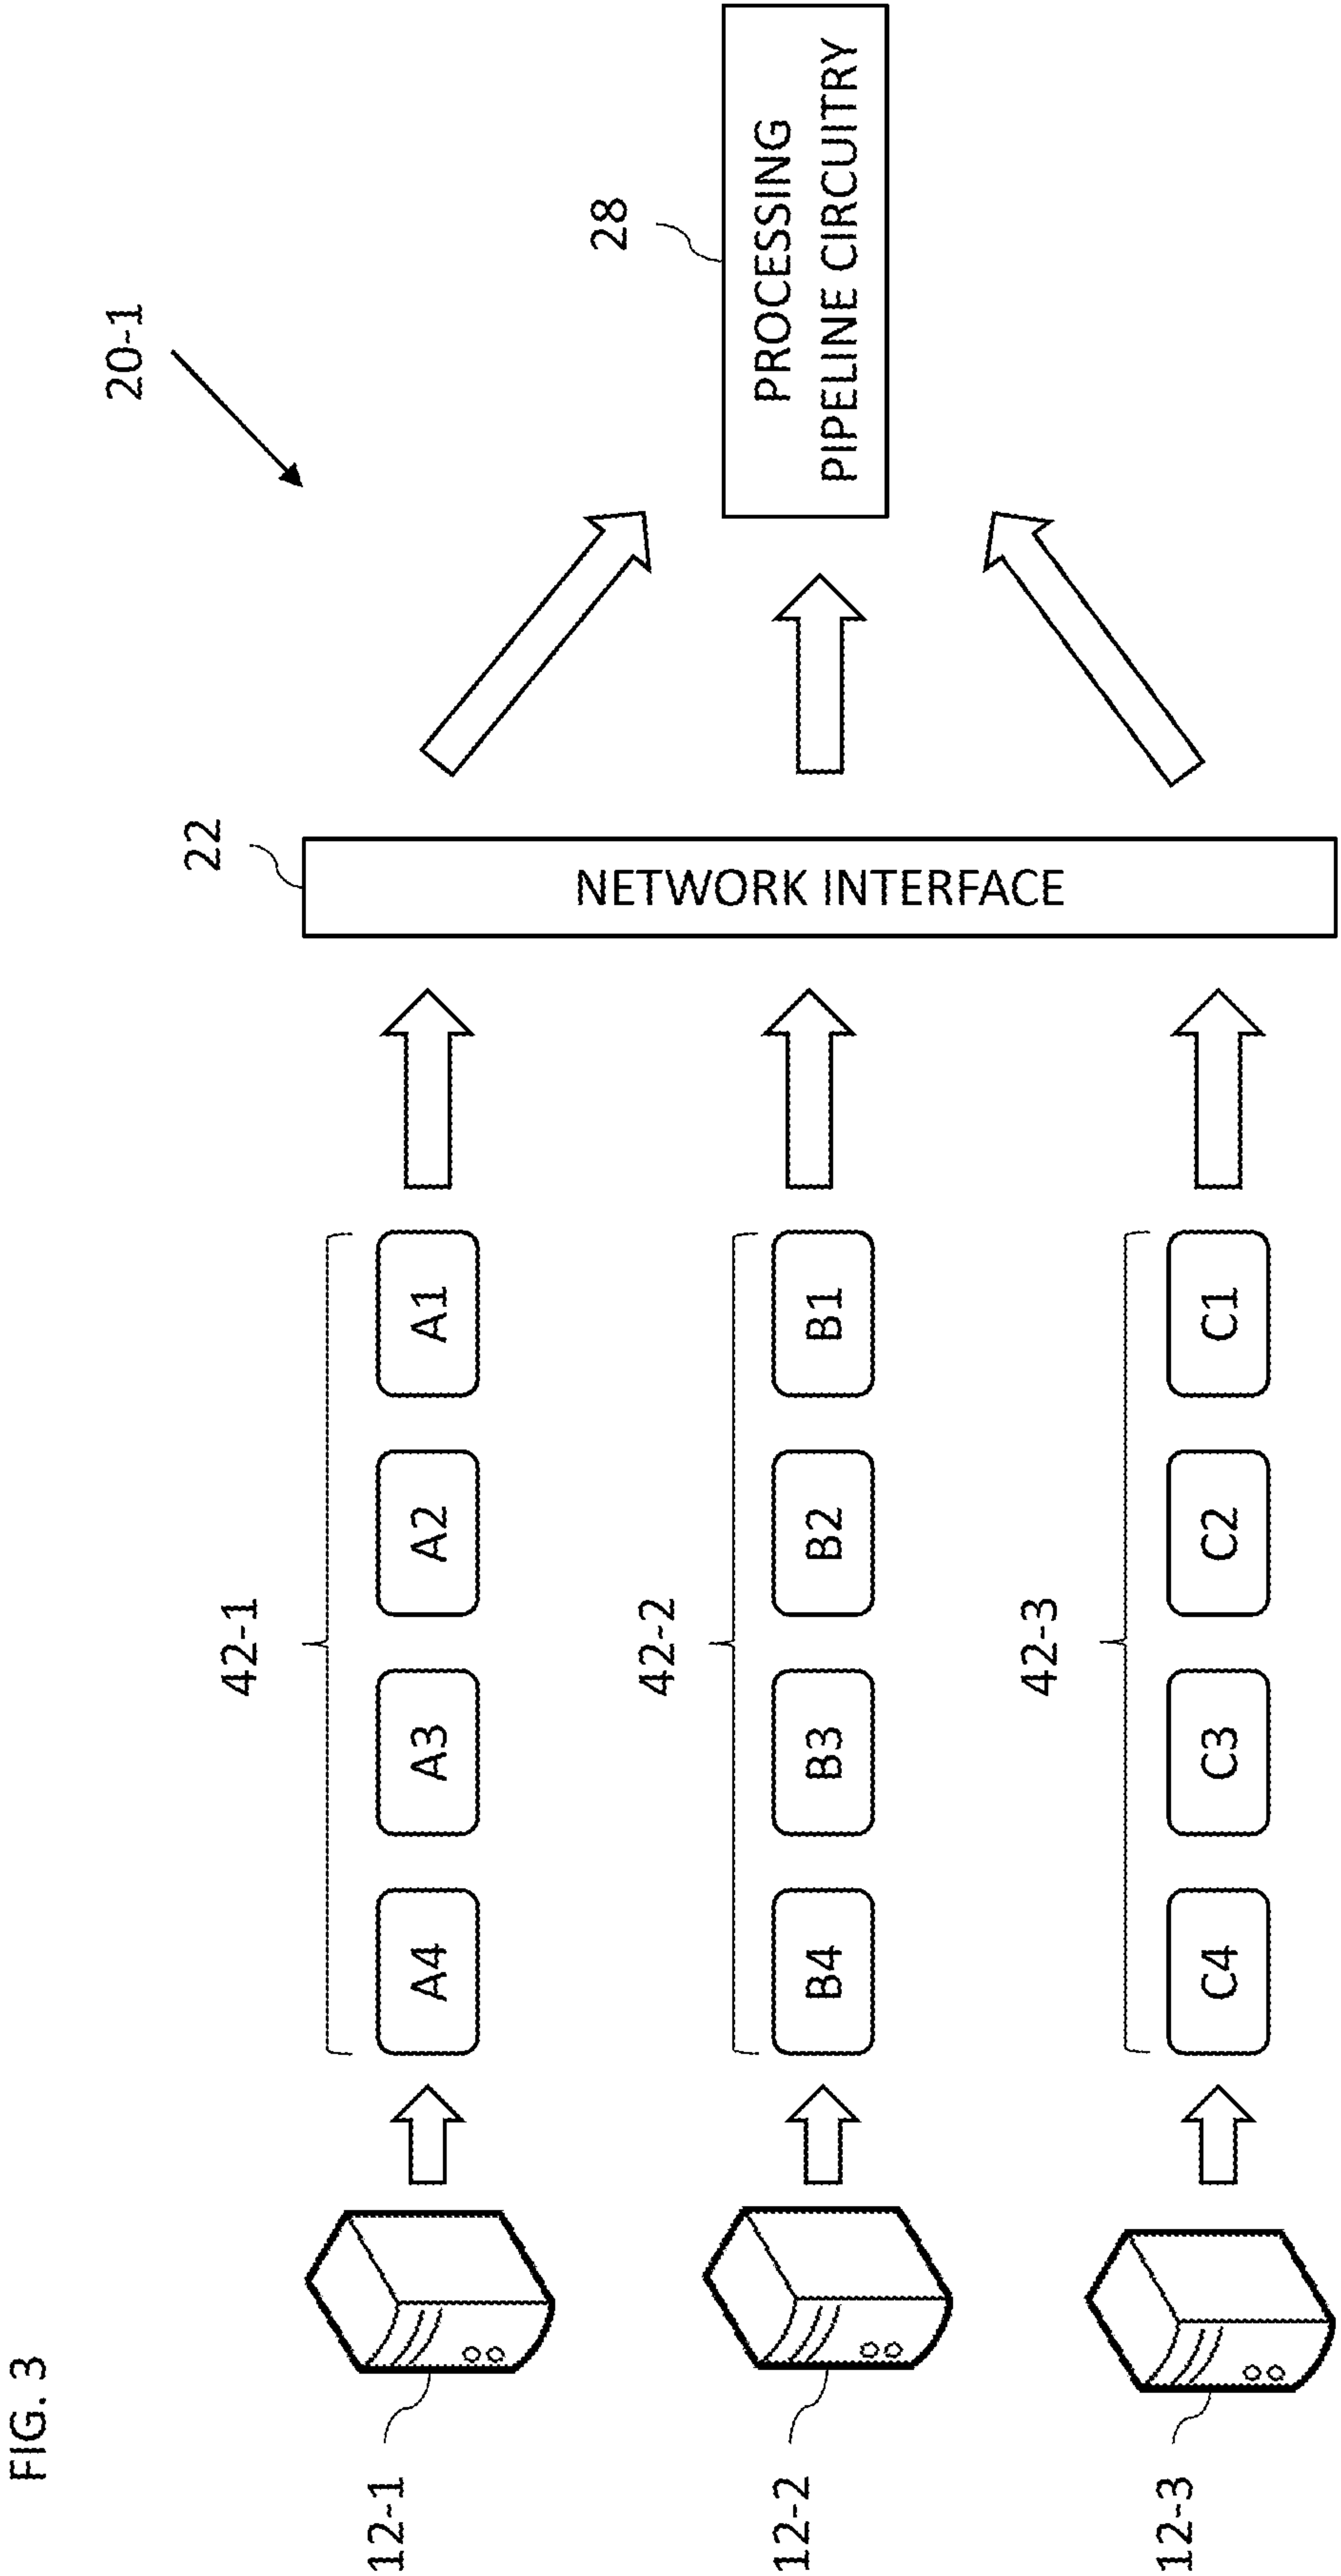 FIG. 3
20-1
22
28
42-1
12-1
A4
A3
A2
A1
42-2
12-2
B4
B3
B2
B1
NETWORK INTERFACE
PROCESSING
PIPELINE CIRCUITRY
42-3
12-3
C4
C3
C2
C1